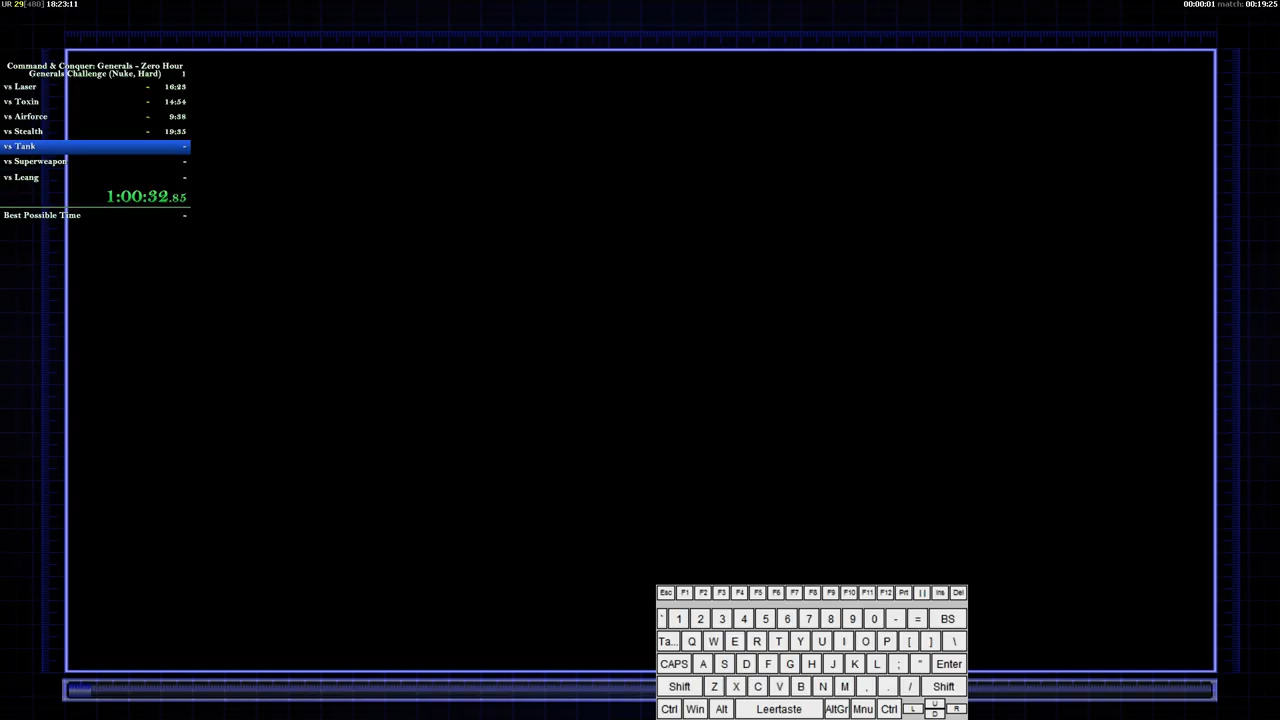 UR 29[480] 18:23:11
00:00:01 match: 00:19:25
Command & Conquer: Generals - Zero Hour
Generals Challenge (Nuke, Hard) 1
vs Laser - 16:23
vs Toxin - 14:54
vs Airforce - 9:38
vs Stealth - 19:35
vs Tank -
vs Superweapon -
vs Leang -
1:00:32.85
Best Possible Time -
Esc F1 F2 F3 F4 F5 F6 F7 F8 F9 F10 F11 F12 Prt Ins Del
` 1 2 3 4 5 6 7 8 9 0 - = BS
Ta... Q W E R T Y U I O P [ ] \
CAPS A S D F G H J K L ; " Enter
Shift Z X C V B N M , . / Shift
Ctrl Win Alt Leertaste AltGr Mnu Ctrl L U D R